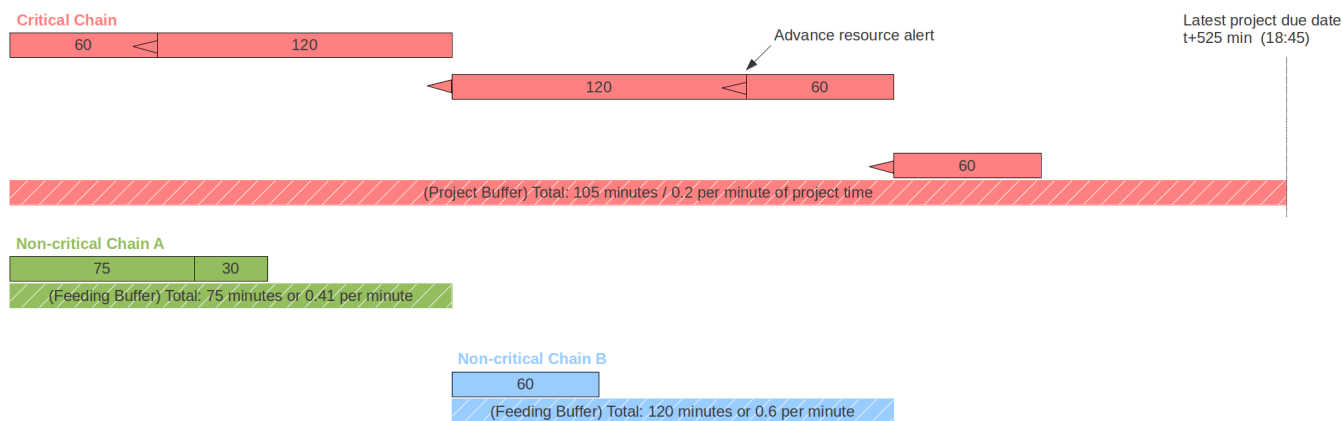 Critical Chain
Latest project due date
t+525 min  (18:45)
60
120
Advance resource alert
120
60
60
(Project Buffer) Total: 105 minutes / 0.2 per minute of project time
Non-critical Chain A
75
30
(Feeding Buffer) Total: 75 minutes or 0.41 per minute
Non-critical Chain B
60
(Feeding Buffer) Total: 120 minutes or 0.6 per minute